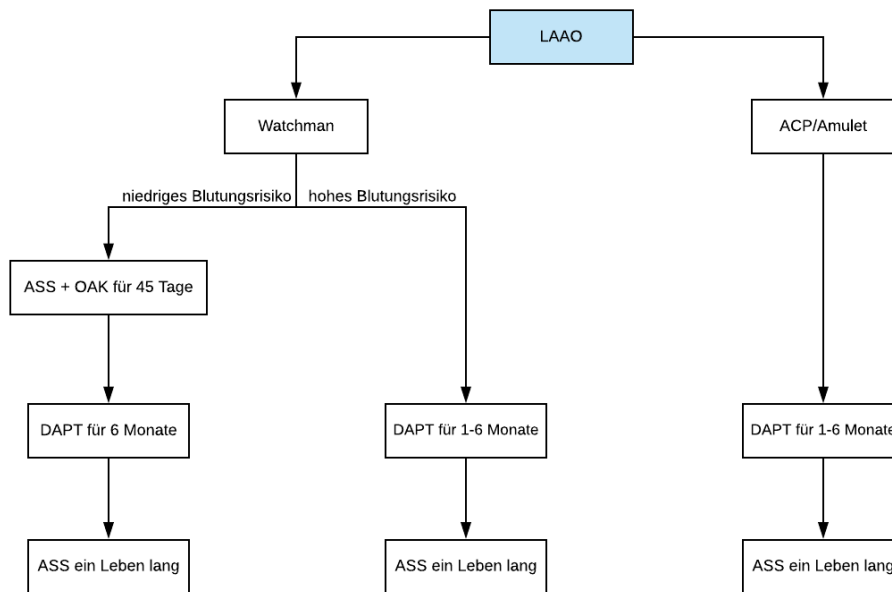 LAAO
Watchman
ACP/Amulet
niedriges Blutungsrisiko
hohes Blutungsrisiko
ASS + OAK für 45 Tage
DAPT für 6 Monate
DAPT für 1-6 Monate
DAPT für 1-6 Monate
ASS ein Leben lang
ASS ein Leben lang
ASS ein Leben lang